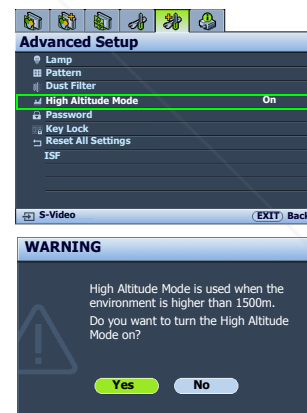 Advanced Setup
Lamp
Pattern
Dust Filter
High Altitude Mode On
Password
Key Lock
Reset All Settings
ISF
S-Video EXIT Back
WARNING
High Altitude Mode is used when the
environment is higher than 1500m.
Do you want to turn the High Altitude
Mode on?
Yes No